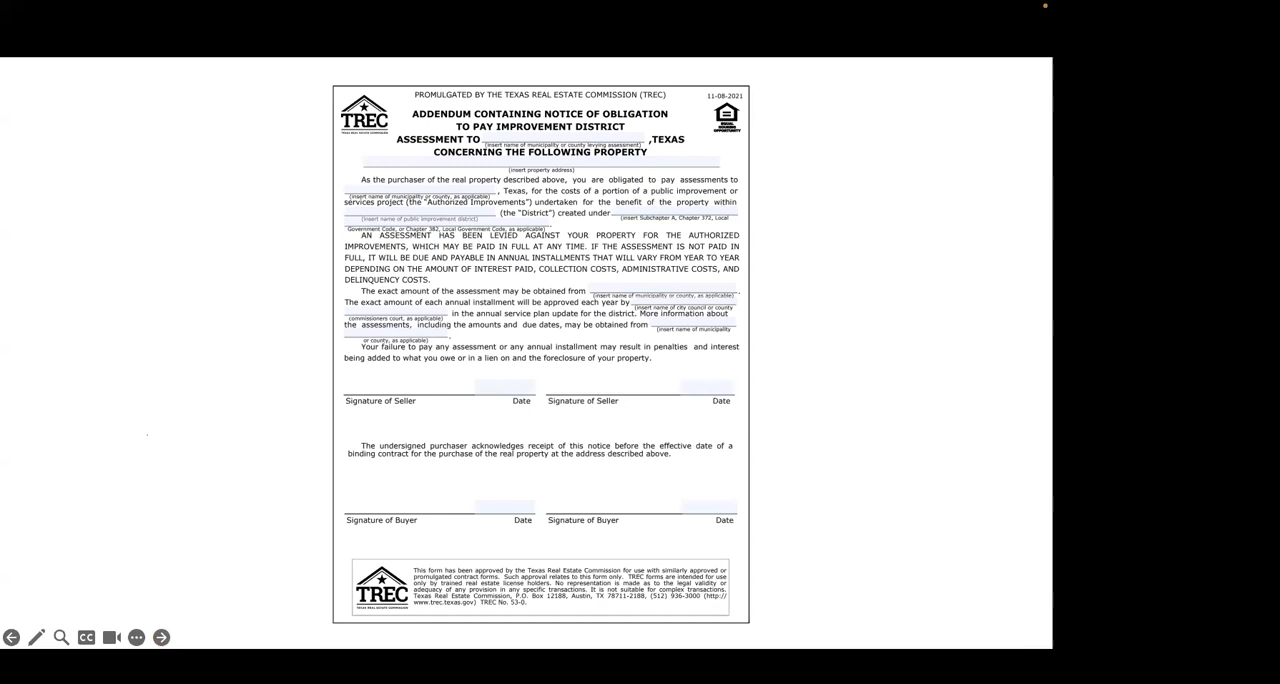 PROMULGATED BY THE TEXAS REAL ESTATE COMMISSION (TREC)
11-08-2021
TREC
TEXAS REAL ESTATE COMMISSION
EQUAL HOUSING
OPPORTUNITY
ADDENDUM CONTAINING NOTICE OF OBLIGATION
TO PAY IMPROVEMENT DISTRICT
ASSESSMENT TO ,TEXAS
(insert name of municipality or county levying assessment)
CONCERNING THE FOLLOWING PROPERTY
(insert property address)
As the purchaser of the real property described above, you are obligated to pay assessments to
, Texas, for the costs of a portion of a public improvement or
(insert name of municipality or county, as applicable)
services project (the "Authorized Improvements") undertaken for the benefit of the property within
(the "District") created under
(insert name of public improvement district) (insert Subchapter A, Chapter 372, Local
.
Government Code, or Chapter 382, Local Government Code, as applicable)
AN ASSESSMENT HAS BEEN LEVIED AGAINST YOUR PROPERTY FOR THE AUTHORIZED
IMPROVEMENTS, WHICH MAY BE PAID IN FULL AT ANY TIME. IF THE ASSESSMENT IS NOT PAID IN
FULL, IT WILL BE DUE AND PAYABLE IN ANNUAL INSTALLMENTS THAT WILL VARY FROM YEAR TO YEAR
DEPENDING ON THE AMOUNT OF INTEREST PAID, COLLECTION COSTS, ADMINISTRATIVE COSTS, AND
DELINQUENCY COSTS.
The exact amount of the assessment may be obtained from .
(insert name of municipality or county, as applicable)
The exact amount of each annual installment will be approved each year by
(insert name of city council or county
in the annual service plan update for the district. More information about
commissioners court, as applicable)
the assessments, including the amounts and due dates, may be obtained from
(insert name of municipality
.
or county, as applicable)
Your failure to pay any assessment or any annual installment may result in penalties and interest
being added to what you owe or in a lien on and the foreclosure of your property.
Signature of Seller Date Signature of Seller Date
The undersigned purchaser acknowledges receipt of this notice before the effective date of a
binding contract for the purchase of the real property at the address described above.
Signature of Buyer Date Signature of Buyer Date
TREC
TEXAS REAL ESTATE COMMISSION
This form has been approved by the Texas Real Estate Commission for use with similarly approved or
promulgated contract forms. Such approval relates to this form only. TREC forms are intended for use
only by trained real estate license holders. No representation is made as to the legal validity or
adequacy of any provision in any specific transactions. It is not suitable for complex transactions.
Texas Real Estate Commission, P.O. Box 12188, Austin, TX 78711-2188, (512) 936-3000 (http://
www.trec.texas.gov) TREC No. 53-0.
CC